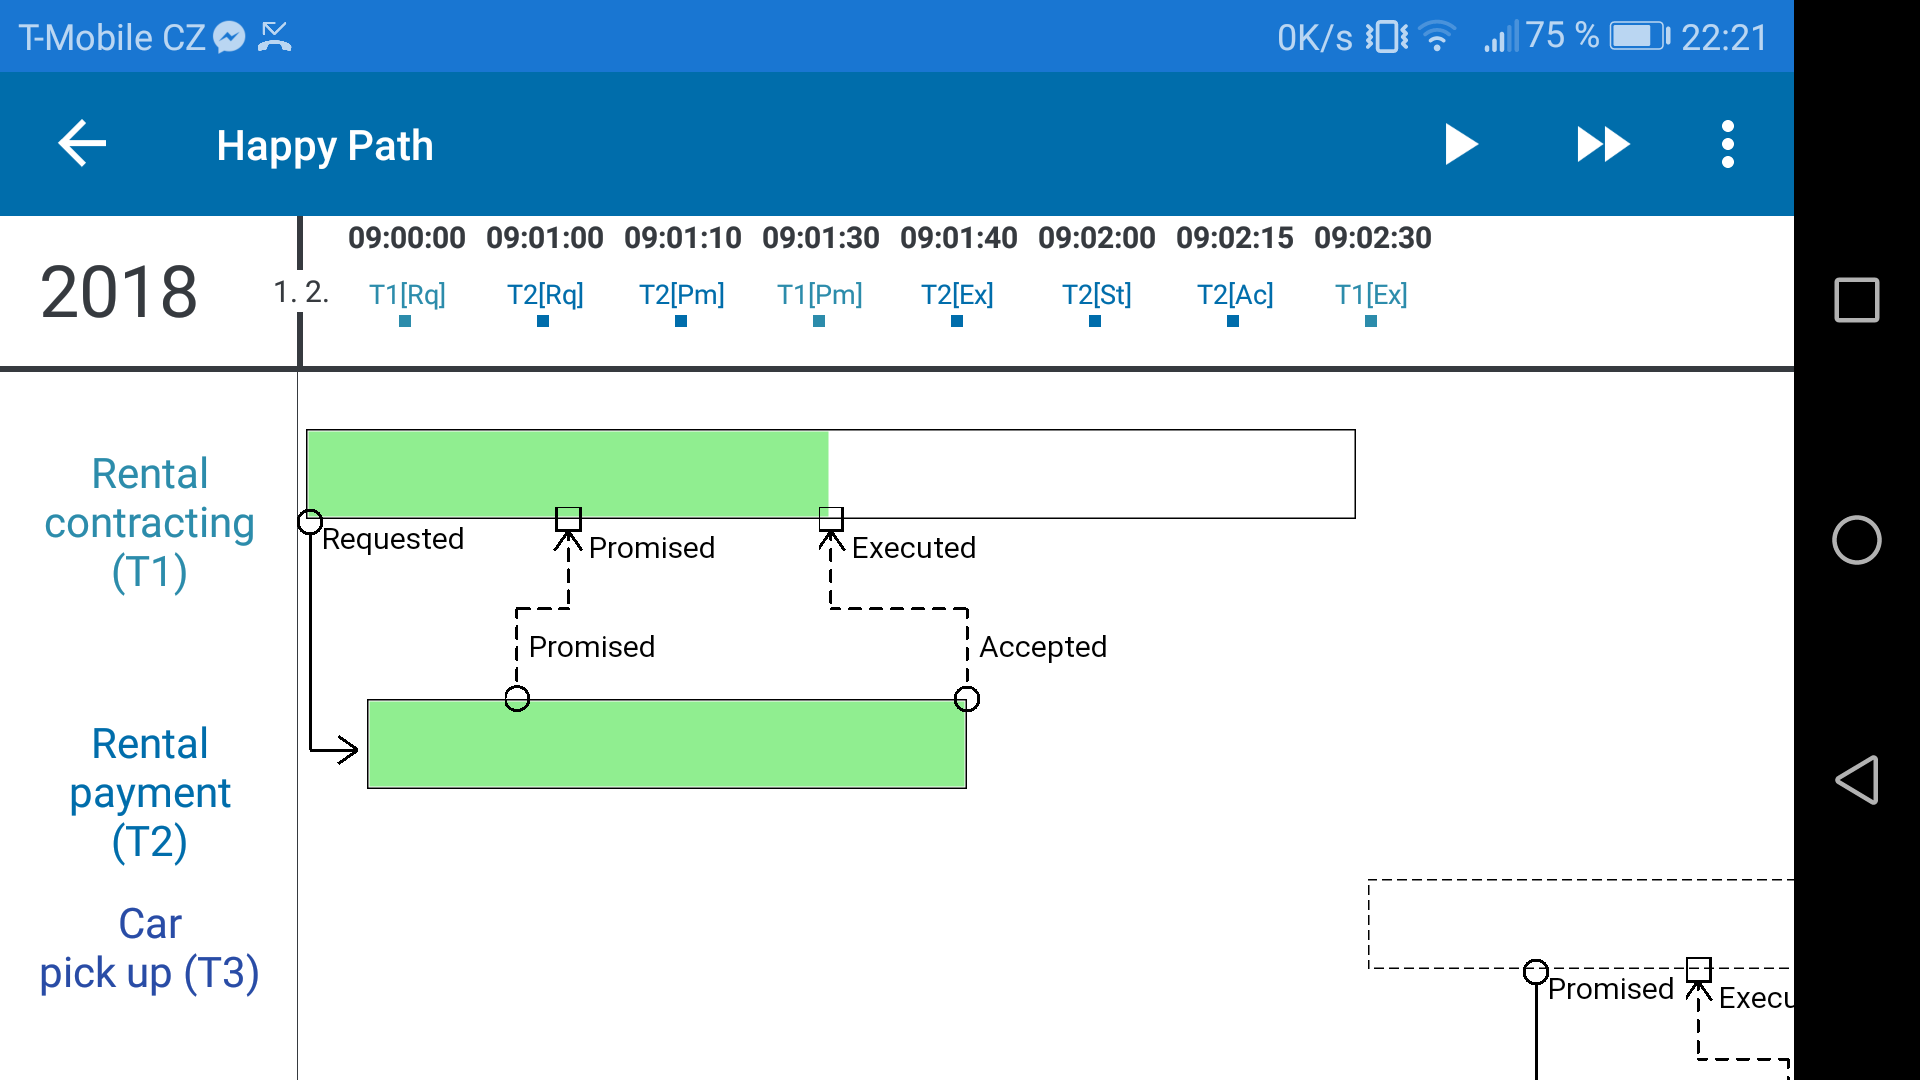 T-Mobile CZ 0K/s 75 % 22:21
Happy Path
09:00:00 09:01:00 09:01:10 09:01:30 09:01:40 09:02:00 09:02:15 09:02:30
2018 1. 2. T1[Rq] T2[Rq] T2[Pm] T1[Pm] T2[Ex] T2[St] T2[Ac] T1[Ex]
Rental
contracting
(T1)
Requested
Promised
Executed
Promised
Accepted
Rental
payment
(T2)
Car
pick up (T3)
Promised
Execu